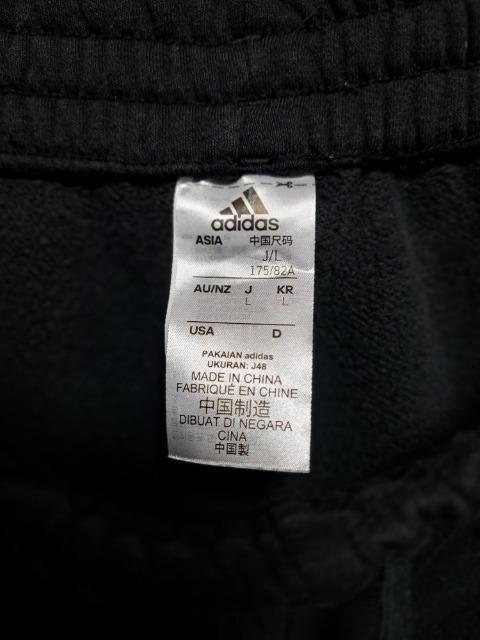 adidas
ASIA 中国尺码
J/L
175/82A
AU/NZ J KR
L L
USA D
PAKAIAN adidas
UKURAN: J48
MADE IN CHINA
FABRIQUÉ EN CHINE
中国制造
DIBUAT DI NEGARA
CINA
中国製